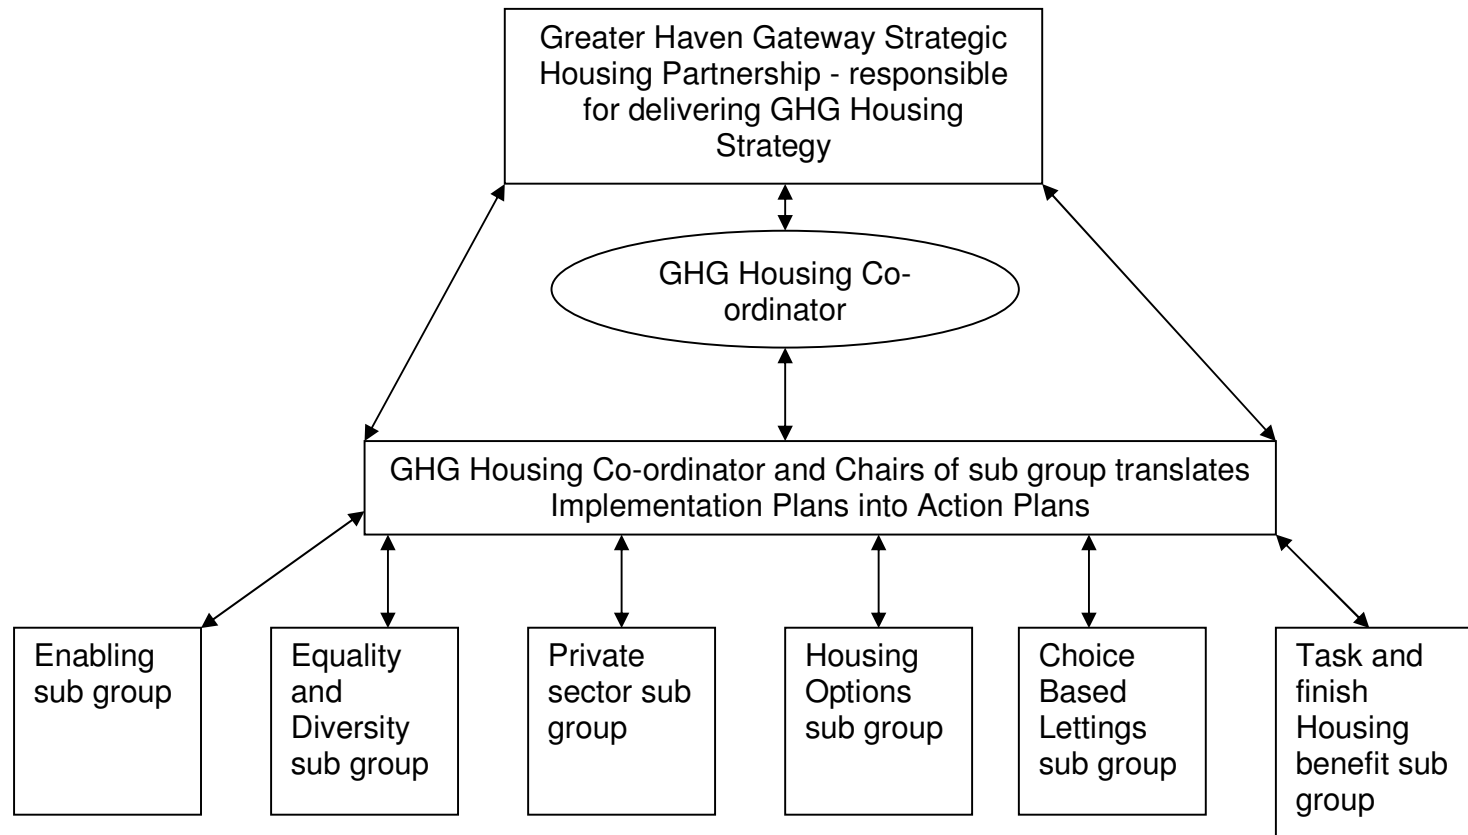 Greater Haven Gateway Strategic
Housing Partnership - responsible
for delivering GHG Housing
Strategy
GHG Housing Co-
ordinator
GHG Housing Co-ordinator and Chairs of sub group translates
Implementation Plans into Action Plans
Enabling
sub group
Equality
and
Diversity
sub group
Private
sector sub
group
Housing
Options
sub group
Choice
Based
Lettings
sub group
Task and
finish
Housing
benefit sub
group